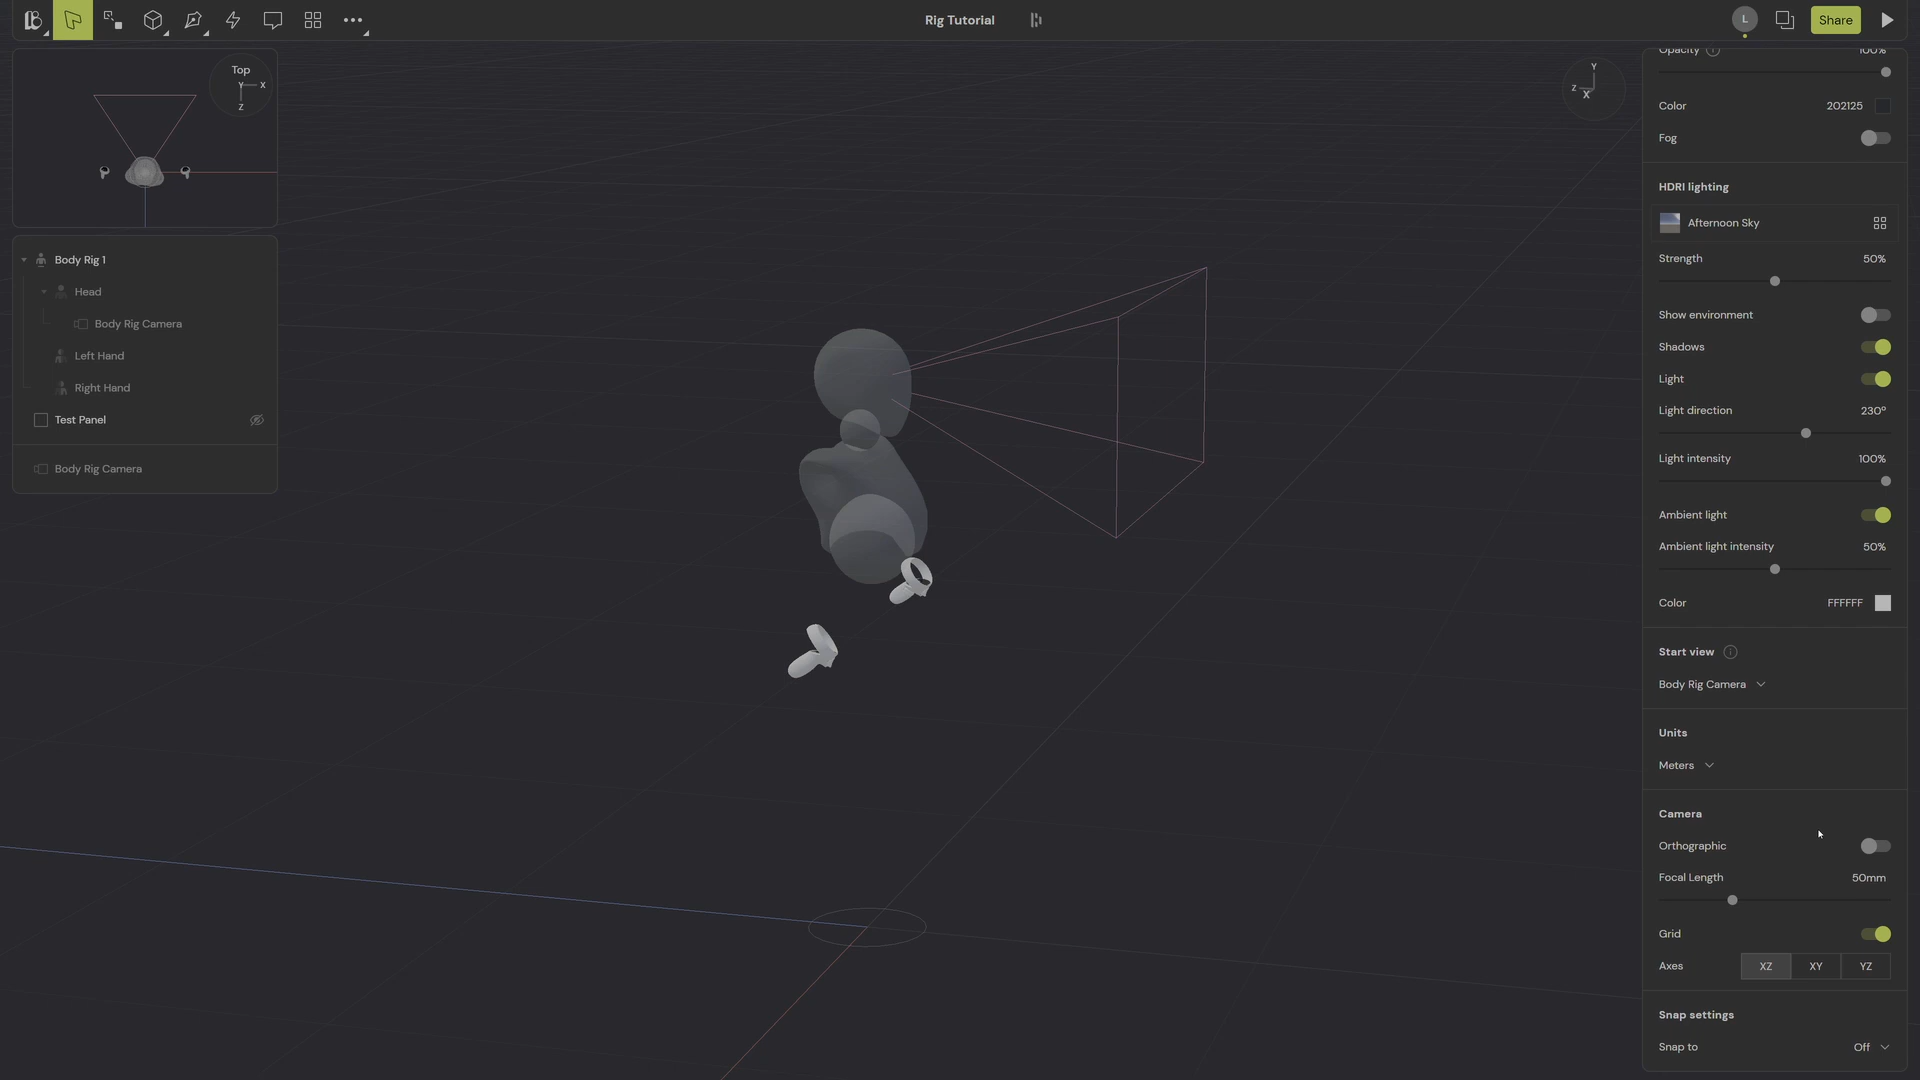 Rig Tutorial
L
Share
Top
Y
X
Z
Body Rig 1
Head
Body Rig Camera
Left Hand
Right Hand
Test Panel
Body Rig Camera
Y
Z
X
Opacity 100%
Color 202125
Fog
HDRI lighting
Afternoon Sky
Strength 50%
Show environment
Shadows
Light
Light direction 230º
Light intensity 100%
Ambient light
Ambient light intensity 50%
Color FFFFFF
Start view
Body Rig Camera
Units
Meters
Camera
Orthographic
Focal Length 50mm
Grid
Axes XZ XY YZ
Snap settings
Snap to Off